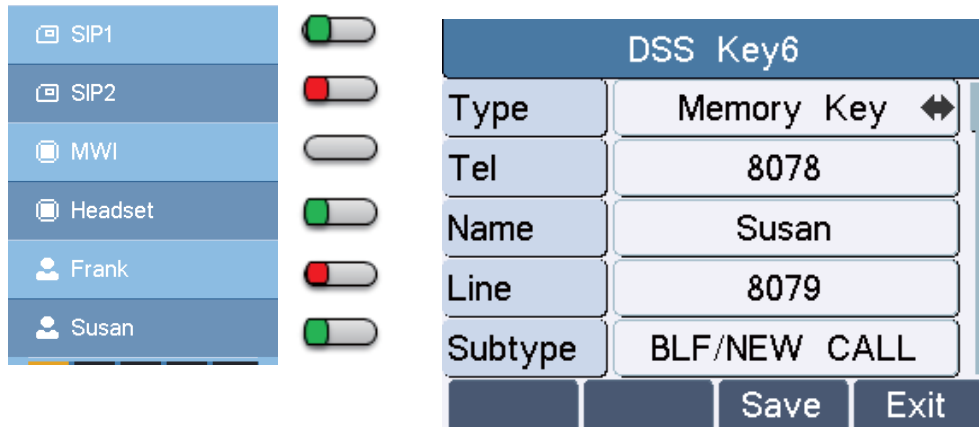 SIP1
SIP2
MWI
Headset
Frank
Susan
DSS Key6
Type Memory Key
Tel 8078
Name Susan
Line 8079
Subtype BLF/NEW CALL
Save Exit